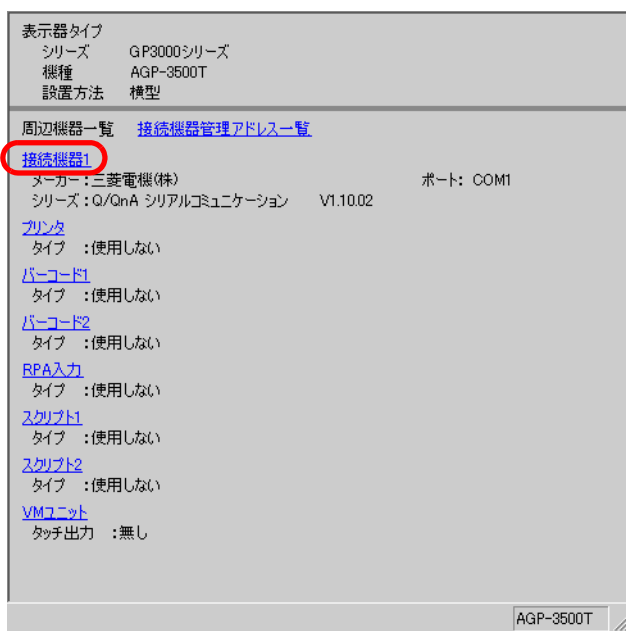 表示器タイプ
シリーズ GP3000シリーズ
機種 AGP-3500T
設置方法 横型
周辺機器一覧 接続機器管理アドレス一覧
接続機器1
メーカー：三菱電機(株) ポート： COM1
シリーズ：Q/QnA シリアルコミュニケーション V1.10.02
プリンタ
タイプ ：使用しない
バーコード1
タイプ ：使用しない
バーコード2
タイプ ：使用しない
RPA入力
タイプ ：使用しない
スクリプト1
タイプ ：使用しない
スクリプト2
タイプ ：使用しない
VMユニット
タッチ出力 ：無し
AGP-3500T